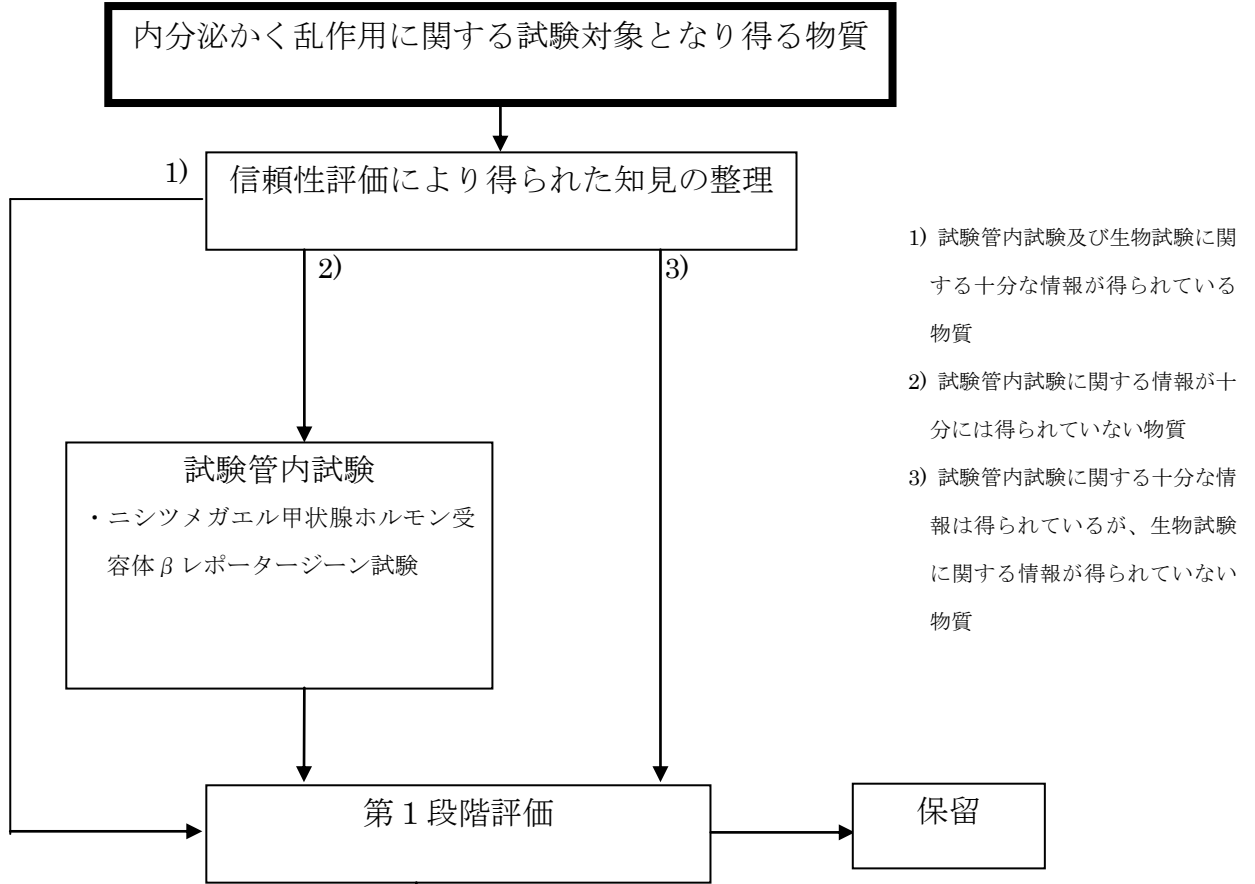 内分泌かく乱作用に関する試験対象となり得る物質
1)
信頼性評価により得られた知見の整理
2)
3)
試験管内試験
・ニシツメガエル甲状腺ホルモン受
容体βレポータージーン試験
第1段階評価
保留
1) 試験管内試験及び生物試験に関
する十分な情報が得られている
物質
2) 試験管内試験に関する情報が十
分には得られていない物質
3) 試験管内試験に関する十分な情
報は得られているが、生物試験
に関する情報が得られていない
物質